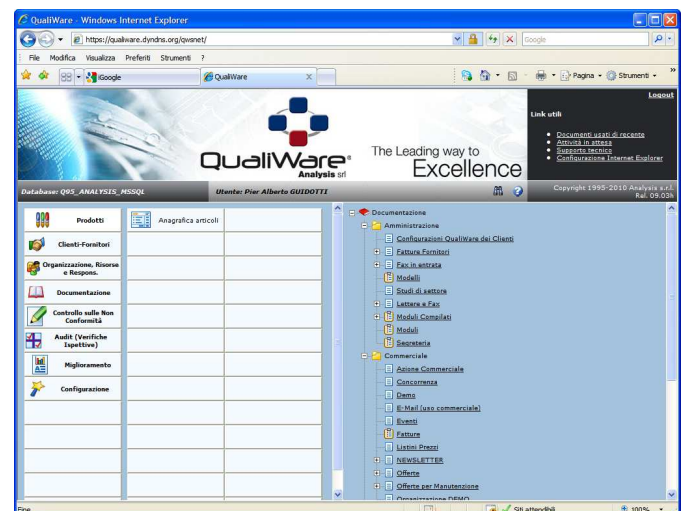 QualiWare - Windows Internet Explorer
https://qualiware.dyndns.org/qwsnet/
Google
File Modifica Visualizza Preferiti Strumenti ?
iGoogle
QualiWare
Pagina
Strumenti
Logout
Link utili
Documenti usati di recente
Attività in attesa
Supporto tecnico
Configurazione Internet Explorer
QualiWare®
Analysis srl
The Leading way to
Excellence
Database: Q95_ANALYSIS_MSSQL
Utente: Pier Alberto GUIDOTTI
Copyright 1995-2010 Analysis s.r.l.
Rel. 09.03h
Prodotti
Clienti-Fornitori
Organizzazione, Risorse
e Respons.
Documentazione
Controllo sulle Non
Conformità
Audit (Verifiche
Ispettive)
Miglioramento
Configurazione
Anagrafica articoli
Documentazione
Amministrazione
Configurazioni QualiWare dei Clienti
Fatture Fornitori
Fax in entrata
Modelli
Studi di settore
Lettere e Fax
Moduli Compilati
Moduli
Segreteria
Commerciale
Azione Commerciale
Concorrenza
Demo
E-Mail (uso commerciale)
Eventi
Fatture
Listini Prezzi
NEWSLETTER
Offerte
Offerte per Manutenzione
Organizzazione DEMO
Fine
Siti attendibili
100%